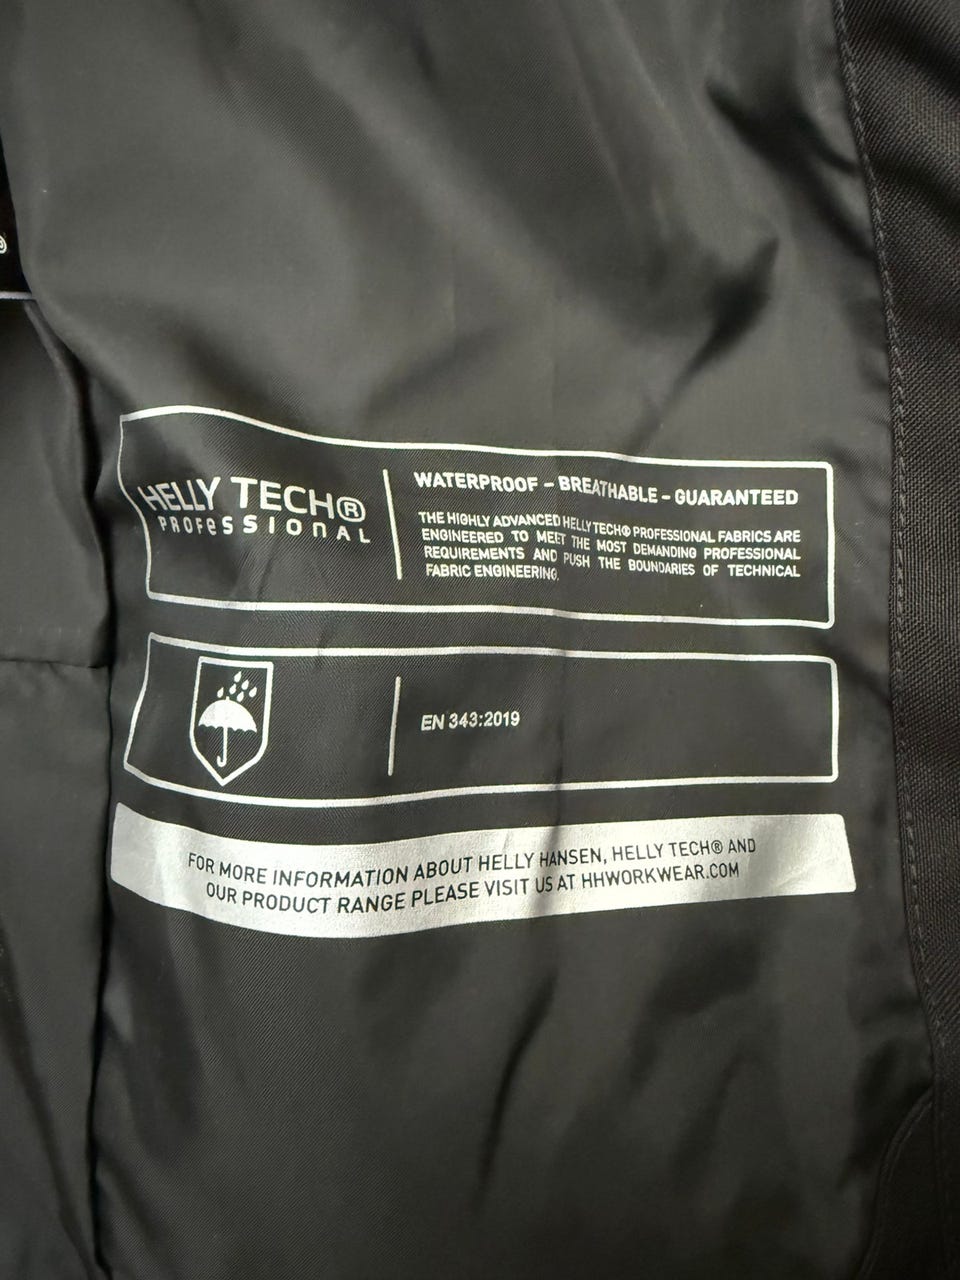 ®
HELLY TECH®
PROFESSIONAL
WATERPROOF – BREATHABLE – GUARANTEED
THE HIGHLY ADVANCED HELLY TECH® PROFESSIONAL FABRICS ARE
ENGINEERED TO MEET THE MOST DEMANDING PROFESSIONAL
REQUIREMENTS AND PUSH THE BOUNDARIES OF TECHNICAL
FABRIC ENGINEERING.
EN 343:2019
FOR MORE INFORMATION ABOUT HELLY HANSEN, HELLY TECH® AND
OUR PRODUCT RANGE PLEASE VISIT US AT HHWORKWEAR.COM